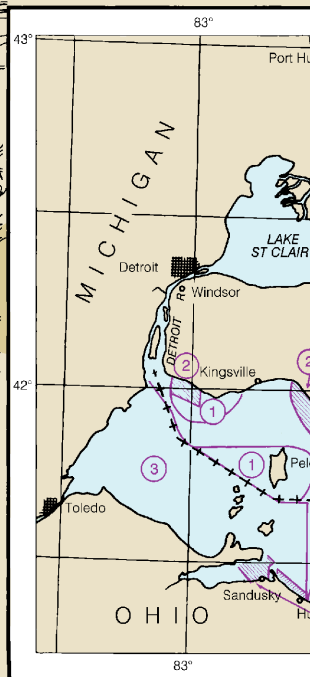 83°
43°
Port Hu
MICHIGAN
LAKE
ST CLAIR
Detroit
Windsor
DETROIT R
2
2
Kingsville
42°
1
3
1
Pel
Toledo
Sandusky
Hu
OHIO
83°